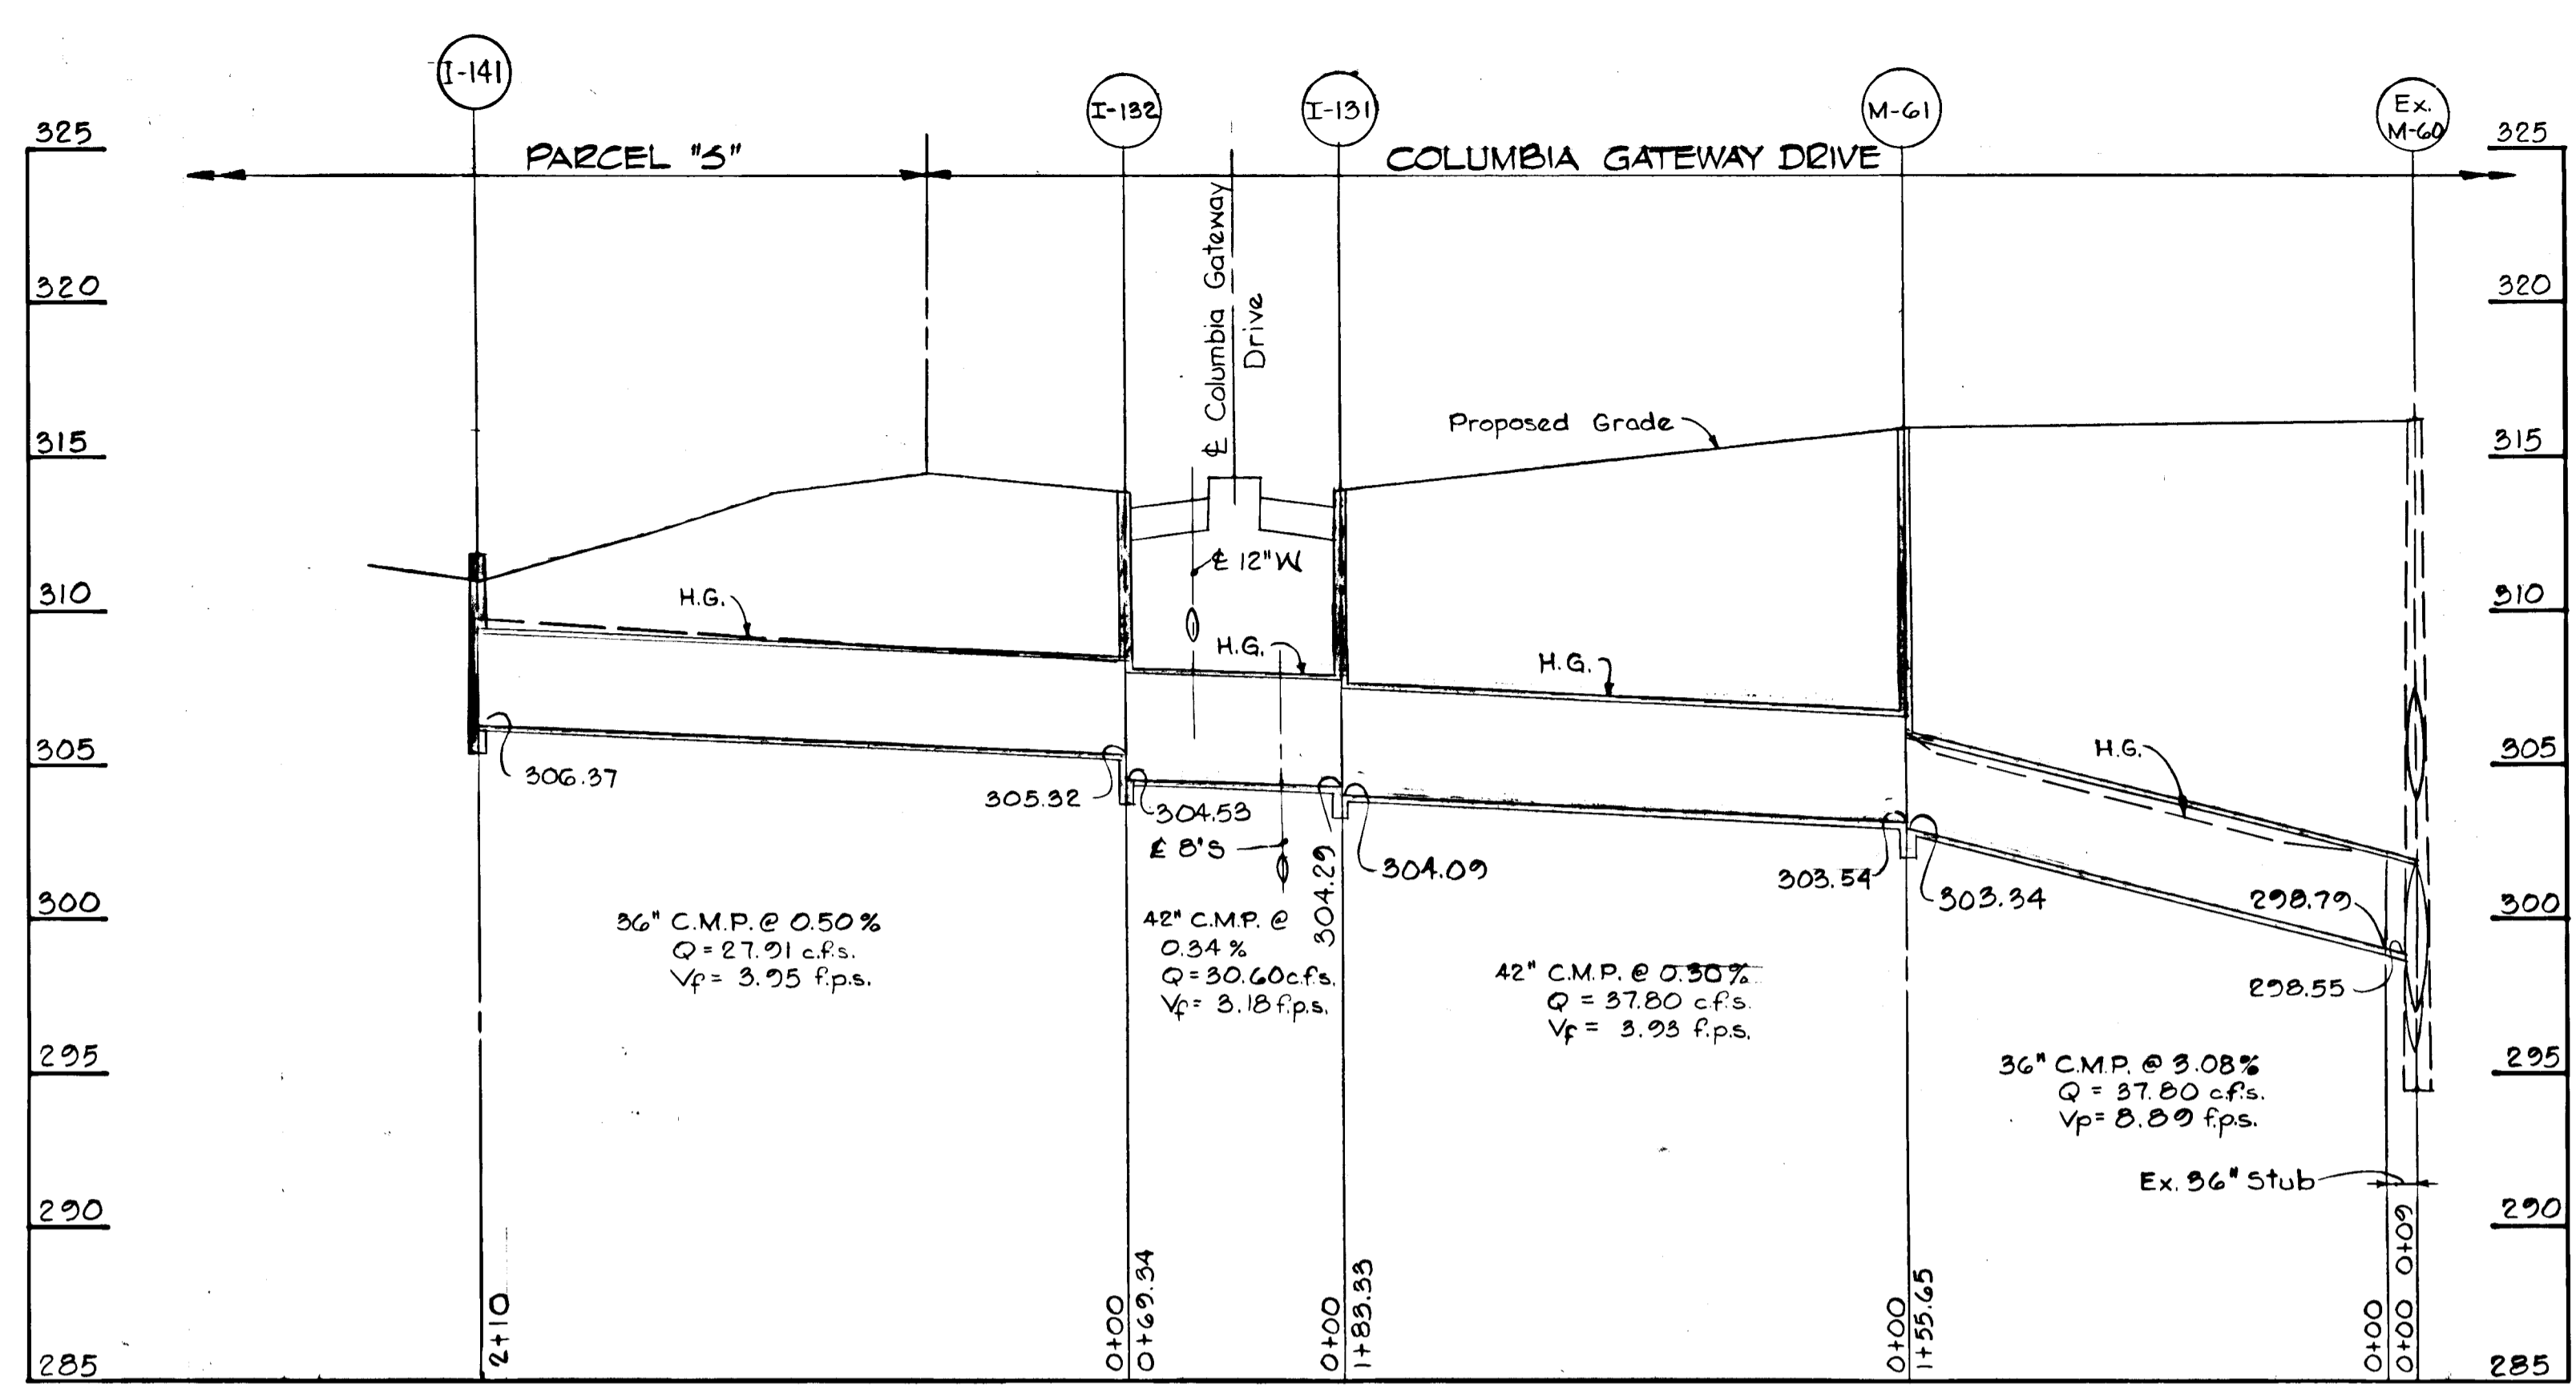 I-141
I-132
I-131
M-61
Ex.
M-60
325
325
PARCEL "S"
COLUMBIA GATEWAY DRIVE
℄ Columbia Gateway
Drive
320
320
315
315
Proposed Grade
310
310
℄ 12"W
H.G.
H.G.
H.G.
H.G.
305
305
306.37
305.32
304.53
℄ 8"S
304.29
304.09
303.54
303.34
298.79
298.55
300
300
36" C.M.P. @ 0.50%
Q = 27.91 c.f.s.
Vf = 3.95 f.p.s.
42" C.M.P. @
0.34%
Q = 30.60 c.f.s.
Vf = 3.18 f.p.s.
42" C.M.P. @ 0.30%
Q = 37.80 c.f.s.
Vf = 3.93 f.p.s.
295
295
36" C.M.P. @ 3.08%
Q = 37.80 c.f.s.
Vp = 8.89 f.p.s.
Ex. 36" Stub
290
290
2+10
0+00
0+69.34
0+00
1+83.33
0+00
1+55.65
0+00
0+00
0+09
285
285